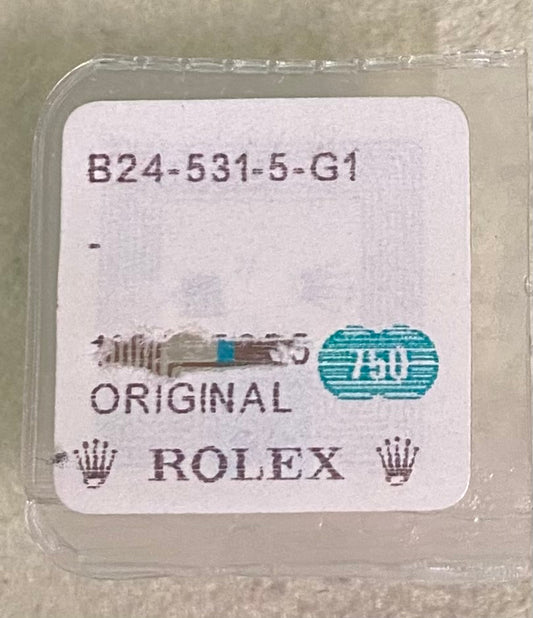 B24-531-5-G1
-
750
ORIGINAL
ROLEX